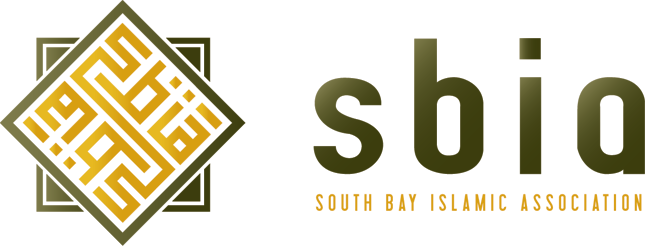 sbia
SOUTH BAY ISLAMIC ASSOCIATION